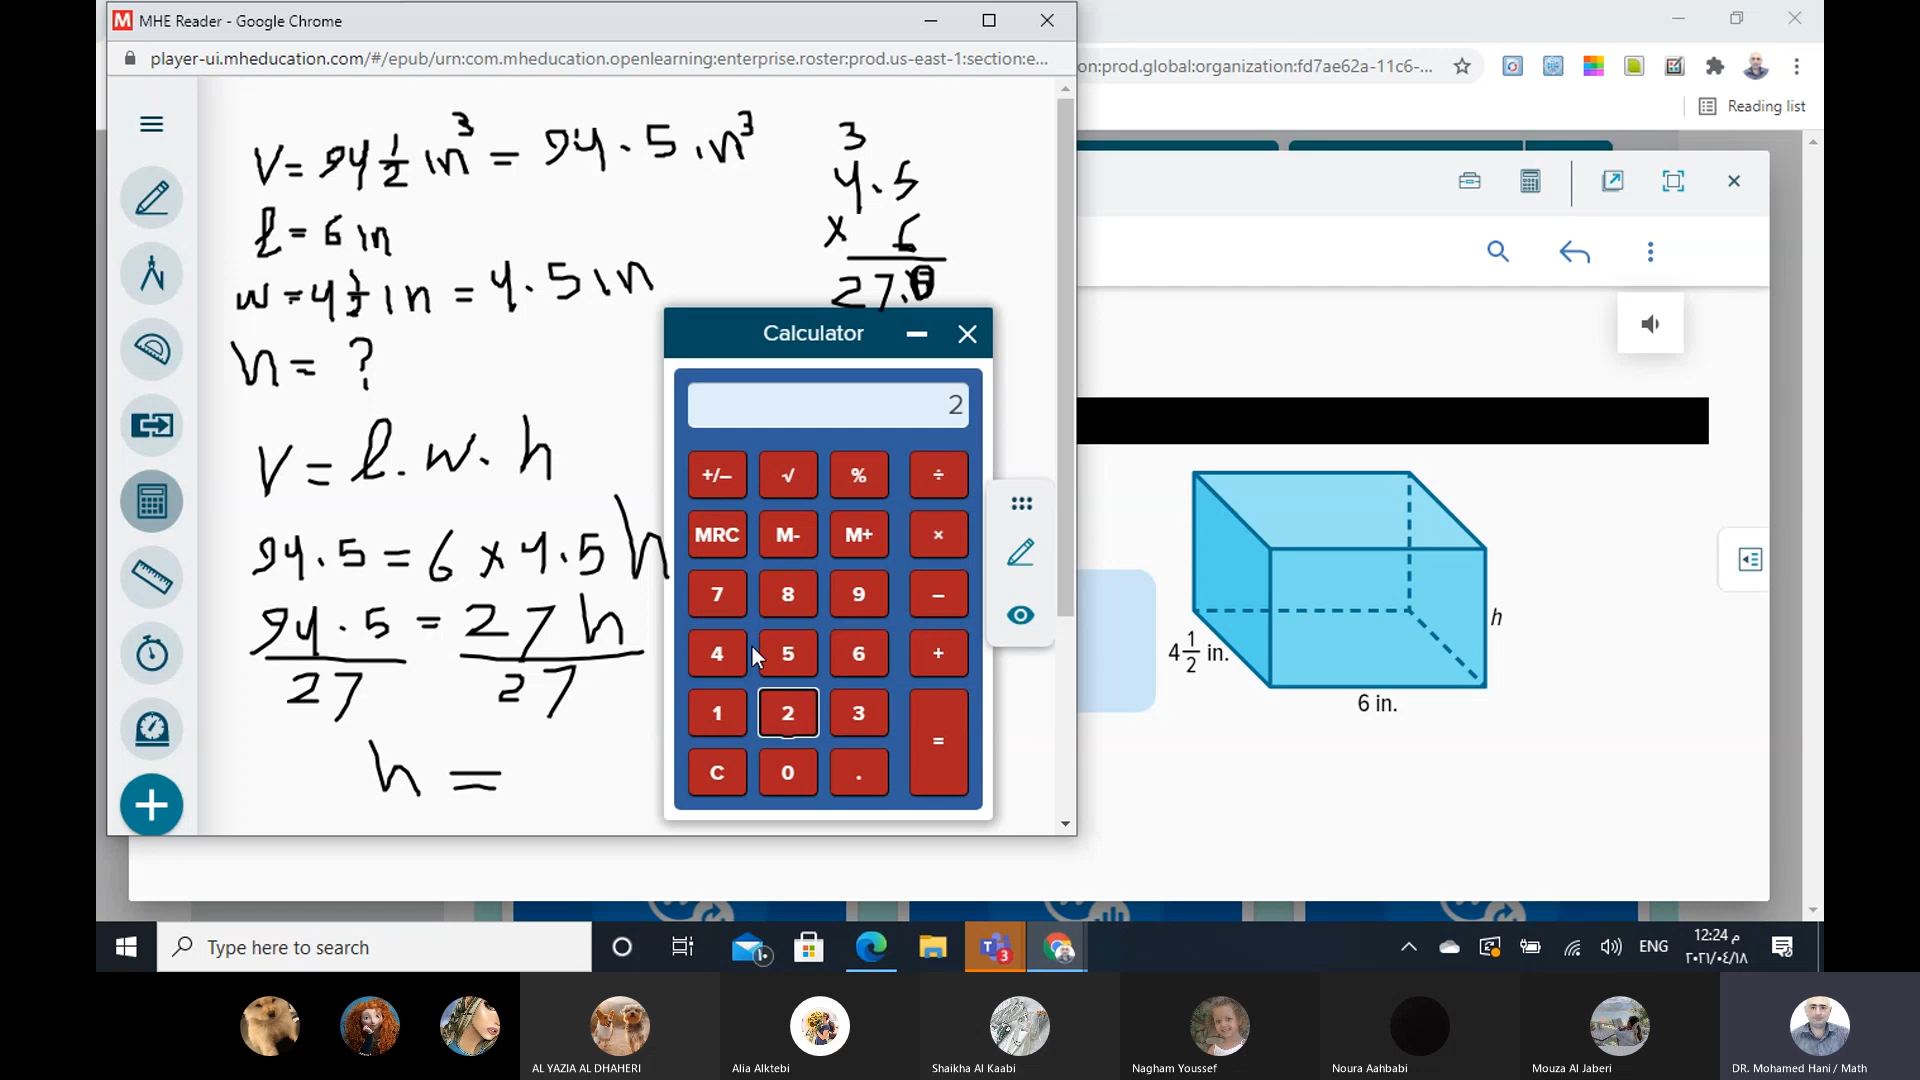 MHE Reader - Google Chrome
player-ui.mheducation.com/#/epub/urn:com.mheducation.openlearning:enterprise.roster:prod.us-east-1:section:e...
on:prod.global:organization:fd7ae62a-11c6-...
Reading list
V = 94 1/2 in³ = 94.5 in³
l = 6 in
w = 4 1/2 in = 4.5 in
h = ?
V = l . w . h
94.5 = 6 x 4.5 h
94.5 = 27 h
27 27
h =
3
4.5
x 6
27.0
Calculator
2
+/– √ % ÷
MRC M- M+ ×
7 8 9 –
4 5 6 +
1 2 3 =
C 0 .
h
4 1/2 in.
6 in.
Type here to search
3
ENG
12:24 م
٢٠٢١/٠٤/١٨
AL YAZIA AL DHAHERI
Alia Alktebi
Shaikha Al Kaabi
Nagham Youssef
Noura Aahbabi
Mouza Al Jaberi
DR. Mohamed Hani / Math